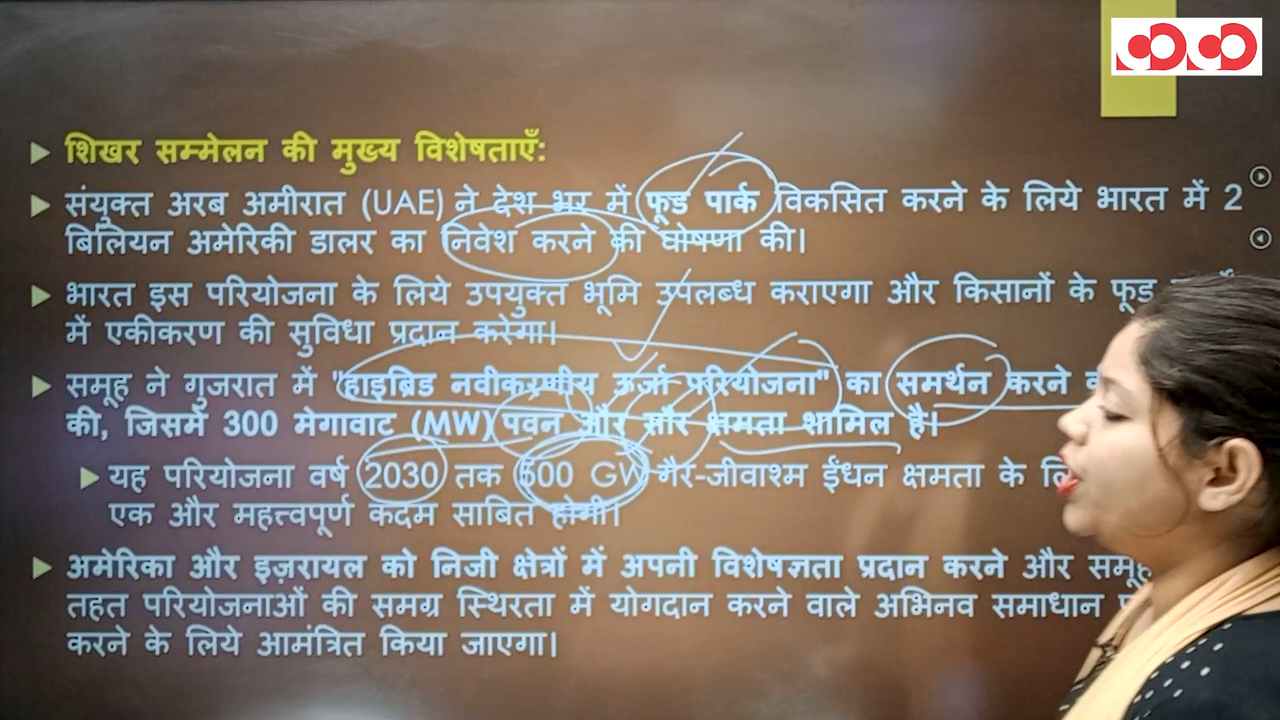 शिखर सम्मेलन की मुख्य विशेषताएँ:
संयुक्त अरब अमीरात (UAE) ने देश भर में फूड पार्क विकसित करने के लिये भारत में 2
बिलियन अमेरिकी डालर का निवेश करने की घोषणा की।
भारत इस परियोजना के लिये उपयुक्त भूमि उपलब्ध कराएगा और किसानों के फूड
में एकीकरण की सुविधा प्रदान करेगा।
समूह ने गुजरात में "हाइब्रिड नवीकरणीय ऊर्जा परियोजना" का समर्थन करने
की, जिसमें 300 मेगावाट (MW) पवन और सौर क्षमता शामिल है।
यह परियोजना वर्ष 2030 तक 500 GW गैर-जीवाश्म ईंधन क्षमता के
एक और महत्त्वपूर्ण कदम साबित होगी।
अमेरिका और इज़रायल को निजी क्षेत्रों में अपनी विशेषज्ञता प्रदान करने और समूह
तहत परियोजनाओं की समग्र स्थिरता में योगदान करने वाले अभिनव समाधान
करने के लिये आमंत्रित किया जाएगा।